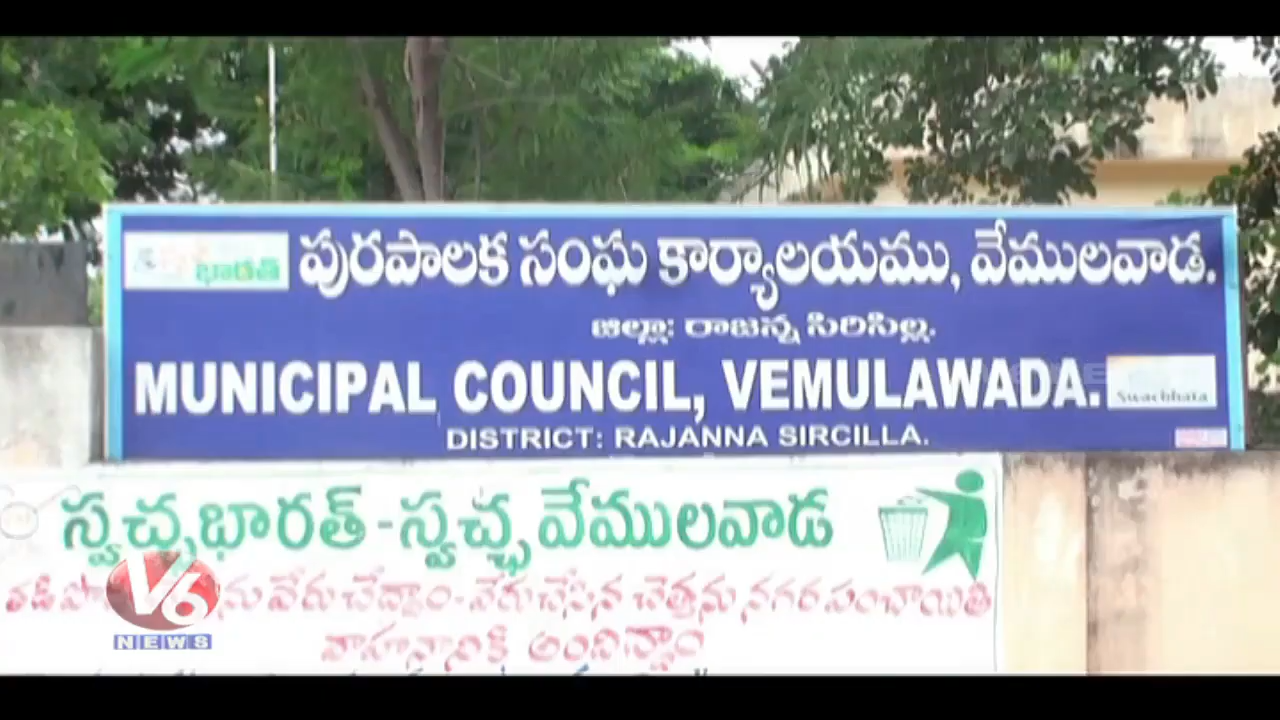 భారత్
పురపాలక సంఘ కార్యాలయము, వేములవాడ.
జిల్లా: రాజన్న సిరిసిల్ల.
MUNICIPAL COUNCIL, VEMULAWADA.
Swachhata
DISTRICT: RAJANNA SIRCILLA.
స్వచ్ఛభారత్ - స్వచ్ఛ వేములవాడ
వేరు చేద్దాం - వేరుచేసిన చెత్తను నగర పంచాయితి
వాహనానికి అందిద్దాం
V6
NEWS